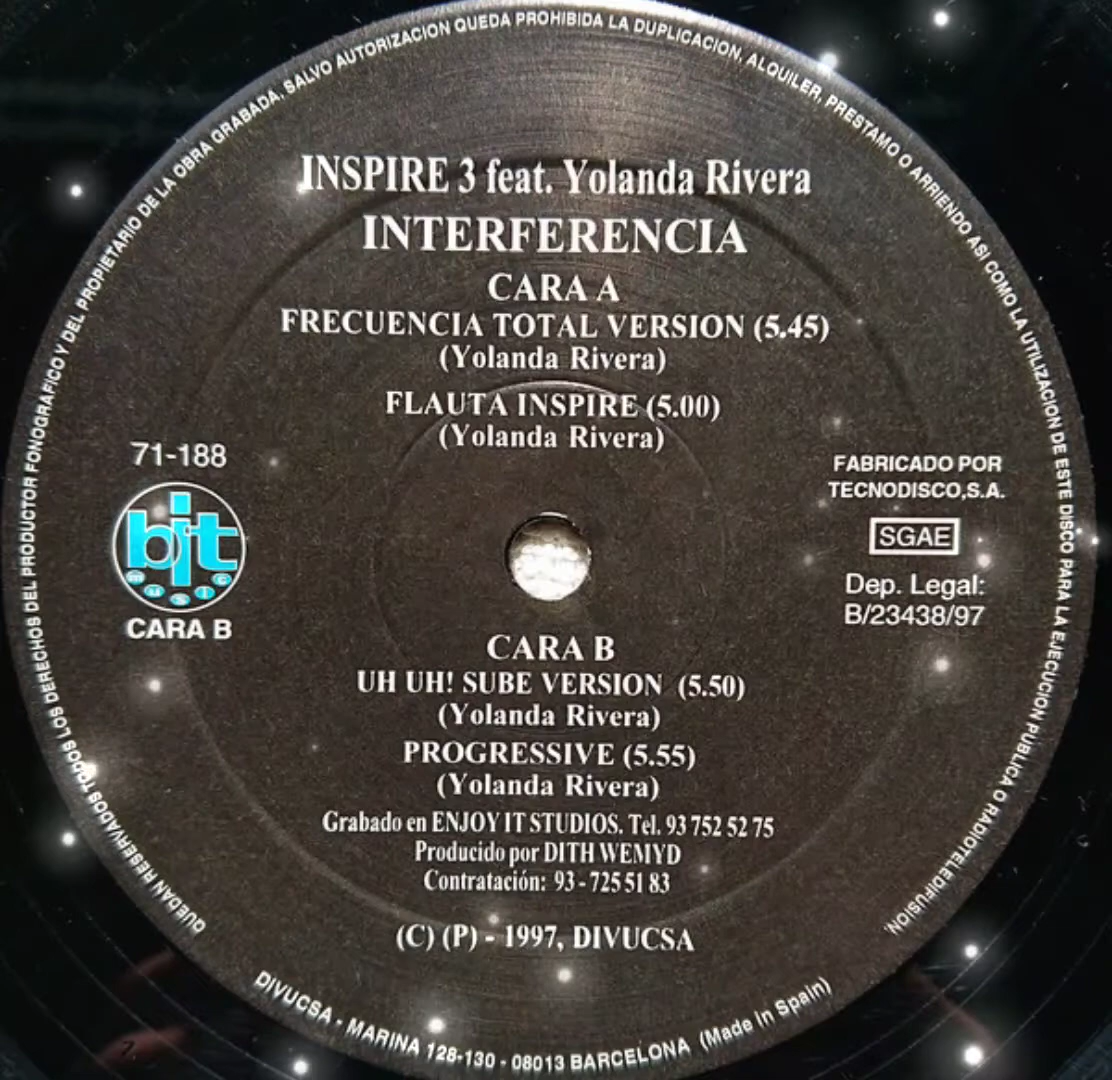 QUEDAN RESERVADOS TODOS LOS DERECHOS DEL PRODUCTOR FONOGRAFICO Y DEL PROPIETARIO DE LA OBRA GRABADA, SALVO AUTORIZACION QUEDA PROHIBIDA LA DUPLICACION, ALQUILER, PRESTAMO O ARRIENDO ASI COMO LA UTILIZACION DE ESTE DISCO PARA LA EJECUCION PUBLICA O RADIOTELEDIFUSION.
INSPIRE 3 feat. Yolanda Rivera
INTERFERENCIA
CARA A
FRECUENCIA TOTAL VERSION (5.45)
(Yolanda Rivera)
FLAUTA INSPIRE (5.00)
(Yolanda Rivera)
71-188
bit
music
CARA B
FABRICADO POR
TECNODISCO,S.A.
SGAE
Dep. Legal:
B/23438/97
CARA B
UH UH! SUBE VERSION (5.50)
(Yolanda Rivera)
PROGRESSIVE (5.55)
(Yolanda Rivera)
Grabado en ENJOY IT STUDIOS. Tel. 93 752 52 75
Producido por DITH WEMYD
Contratación: 93 - 725 51 83
(C) (P) - 1997, DIVUCSA
DIVUCSA - MARINA 128-130 - 08013 BARCELONA (Made in Spain)